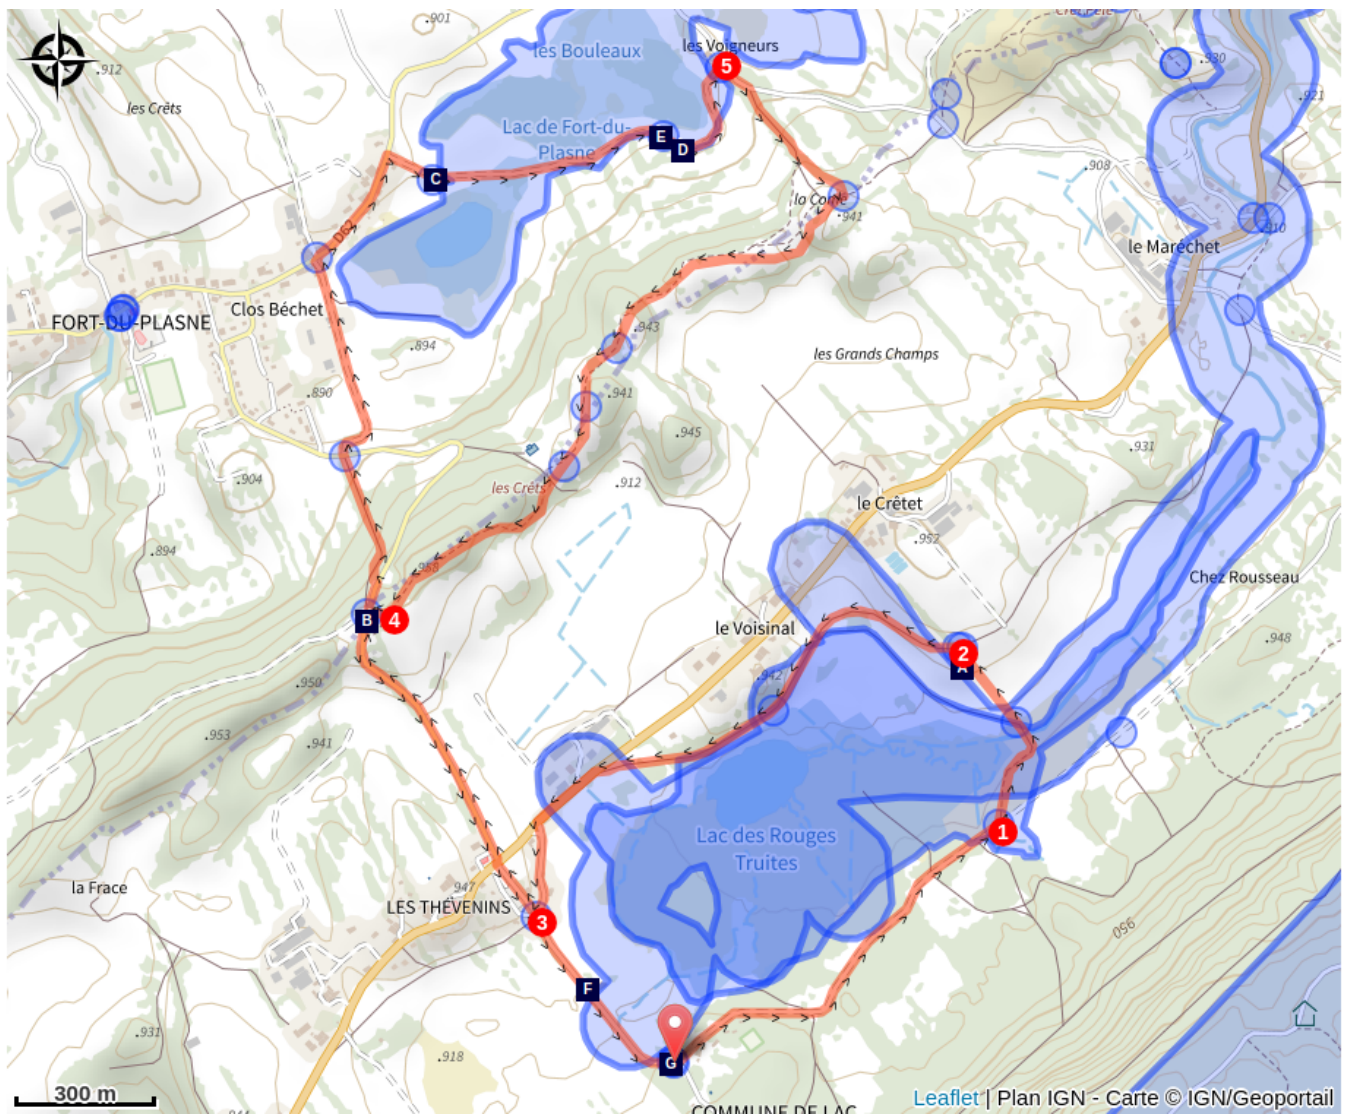 .901
les Voigneurs
5
les Bouleaux
.930
.912
les Crêts
.921
Lac de Fort-du-
Plasne
E
D
C
.908
la Combe
.941
D62
.910
le Maréchet
Clos Béchet
FORT-DU-PLASNE
.943
.894
les Grands Champs
.890
.941
.945
.931
.904
les Crêts
.912
le Crêtet
.894
.952
.958
Chez Rousseau
B
4
le Voisinal
.948
2
A
.942
.950
.953
.941
Lac des Rouges
Truites
1
la Frace
947
LES THÉVENINS
3
960
F
.931
.918
G
300 m
Leaflet | Plan IGN - Carte © IGN/Geoportail
COMMUNE DE LAC